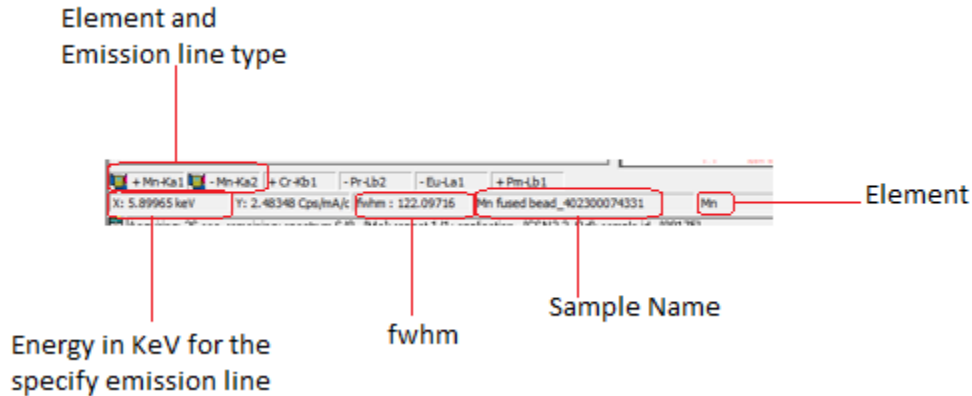 Element and
Emission line type
+ Mn-Ka1 - Mn-Ka2 + Cr-Kb1 - Pr-Lb2 - Eu-La1 + Pm-Lb1
X: 5.89965 keV Y: 2.48348 Cps/mA/c fwhm : 122.09716 Mn fused bead_402300074331 Mn
Element
Sample Name
fwhm
Energy in KeV for the
specify emission line